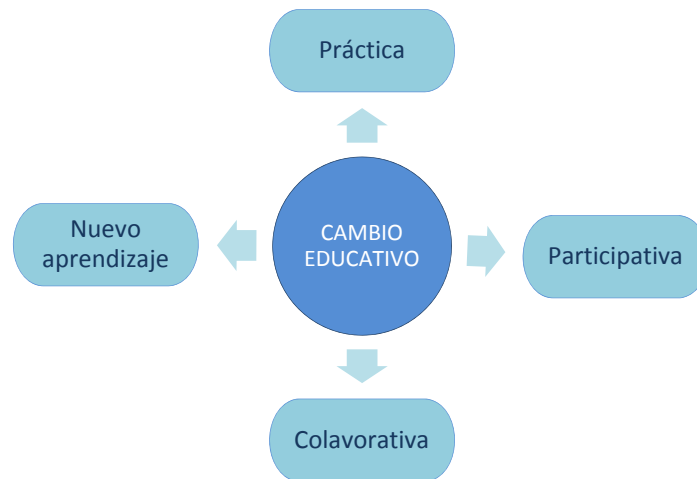 Práctica
Nuevo
aprendizaje
CAMBIO
EDUCATIVO
Participativa
Colavorativa